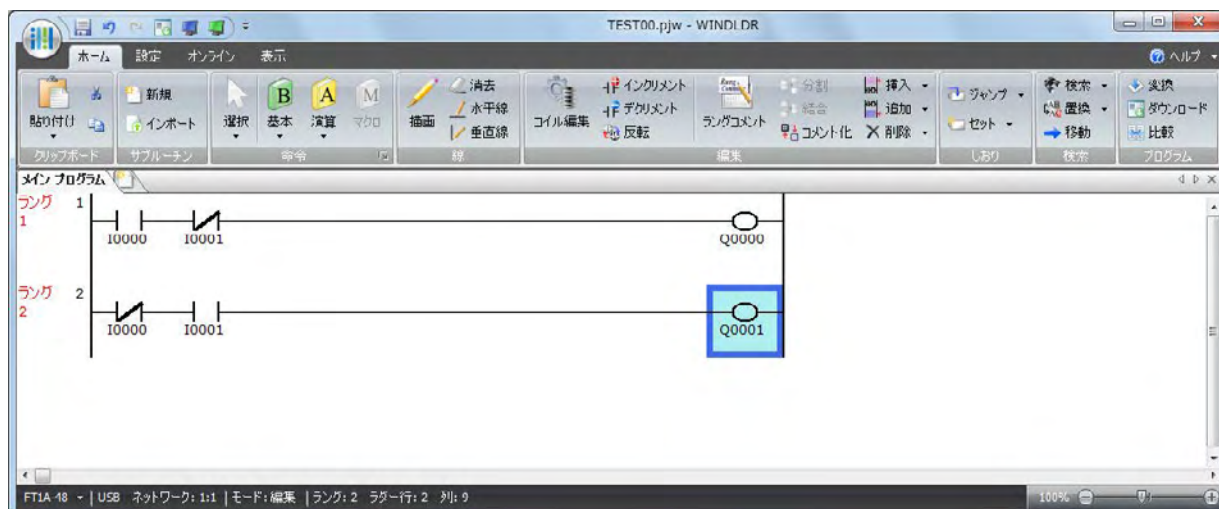 TEST00.pjw - WINDLDR
ホーム 設定 オンライン 表示 ヘルプ
貼り付け 新規 インポート 選択 B 基本 A 演算 M マクロ 描画 消去 水平線 垂直線 コイル編集 インクリメント デクリメント 反転 ラングコメント 分割 結合 コメント化 挿入 追加 削除 ジャンプ セット 検索 置換 移動 変換 ダウンロード 比較
クリップボード サブルーチン 命令 線 編集 しおり 検索 プログラム
メイン プログラム
ラング 1
1
I0000 I0001 Q0000
ラング 2
2
I0000 I0001 Q0001
FT1A-48 USB ネットワーク: 1:1 | モード: 編集 | ラング: 2 ラダー行: 2 列: 9 100%